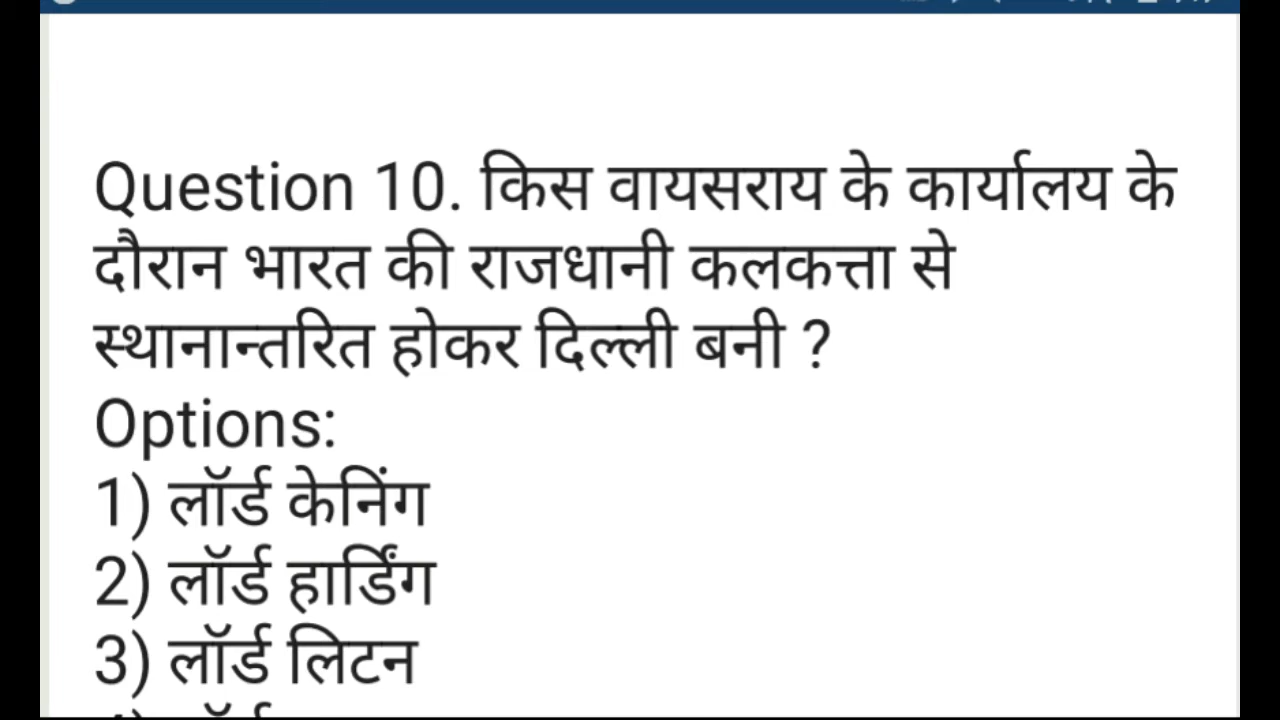 Question 10. किस वायसराय के कार्यालय के
दौरान भारत की राजधानी कलकत्ता से
स्थानान्तरित होकर दिल्ली बनी ?
Options:
1) लॉर्ड केनिंग
2) लॉर्ड हार्डिंग
3) लॉर्ड लिटन